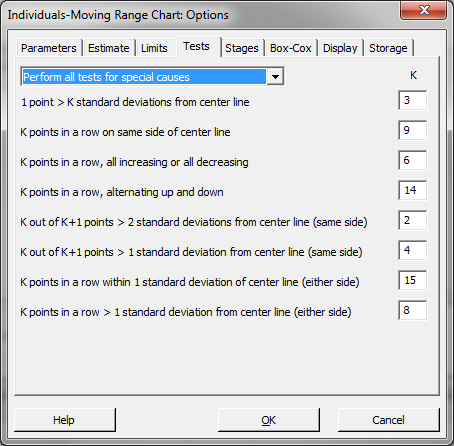 Individuals-Moving Range Chart: Options
Parameters Estimate Limits Tests Stages Box-Cox Display Storage
Perform all tests for special causes K
1 point > K standard deviations from center line 3
K points in a row on same side of center line 9
K points in a row, all increasing or all decreasing 6
K points in a row, alternating up and down 14
K out of K+1 points > 2 standard deviations from center line (same side) 2
K out of K+1 points > 1 standard deviation from center line (same side) 4
K points in a row within 1 standard deviation of center line (either side) 15
K points in a row > 1 standard deviation from center line (either side) 8
Help OK Cancel